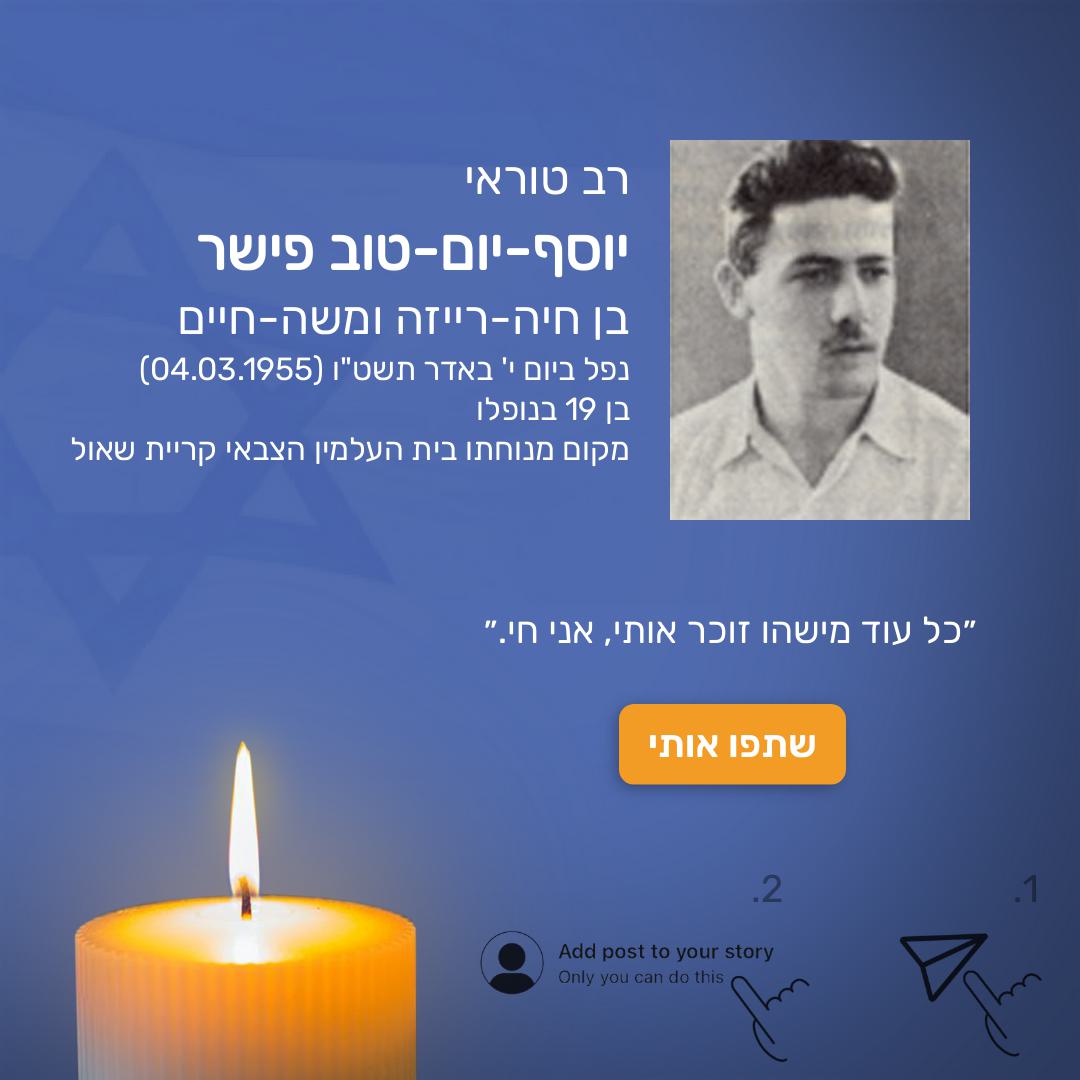 רב טוראי
יוסף-יום-טוב פישר
בן חיה-רייזה ומשה-חיים
נפל ביום י' באדר תשט"ו (04.03.1955)
בן 19 בנופלו
מקום מנוחתו בית העלמין הצבאי קריית שאול
״כל עוד מישהו זוכר אותי, אני חי.״
שתפו אותי
1.
2.
Add post to your story
Only you can do this